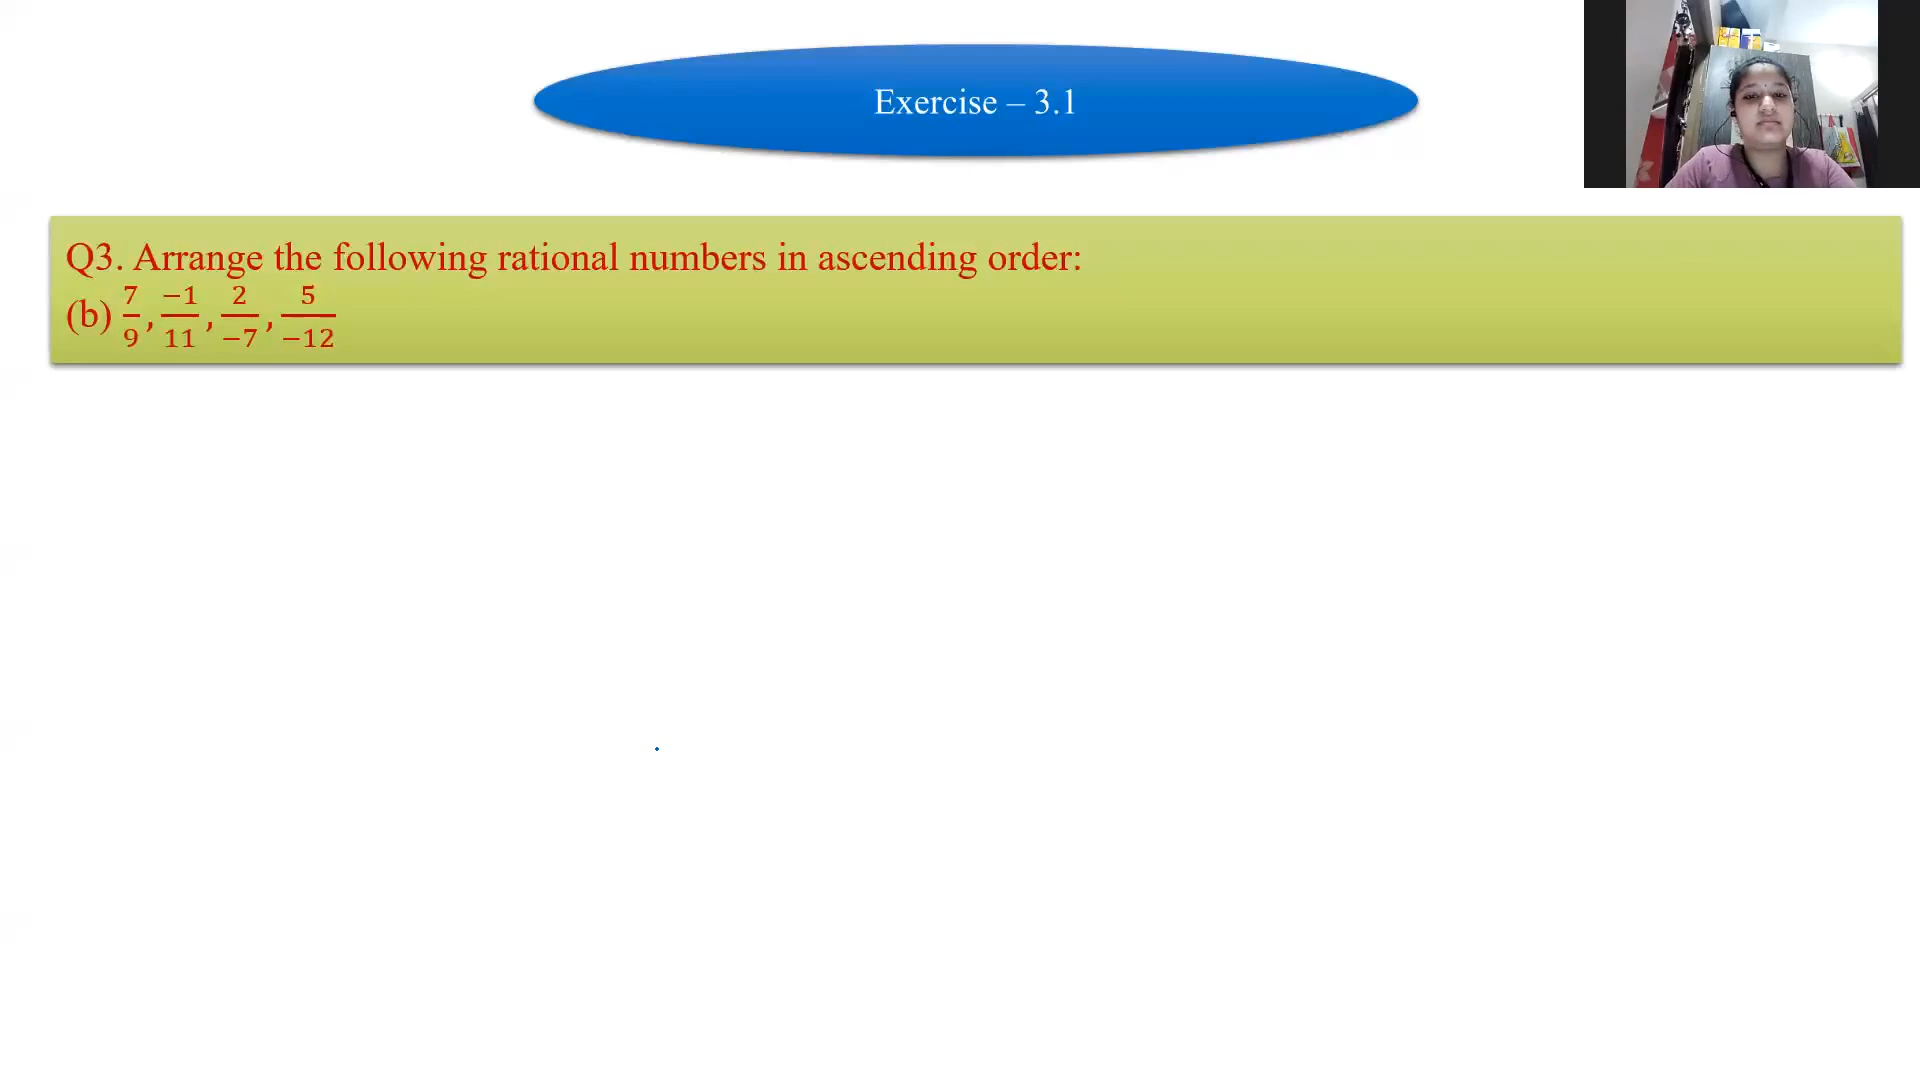 Exercise – 3.1
Q3. Arrange the following rational numbers in ascending order:
(b) 7/9, −1/11, 2/−7, 5/−12